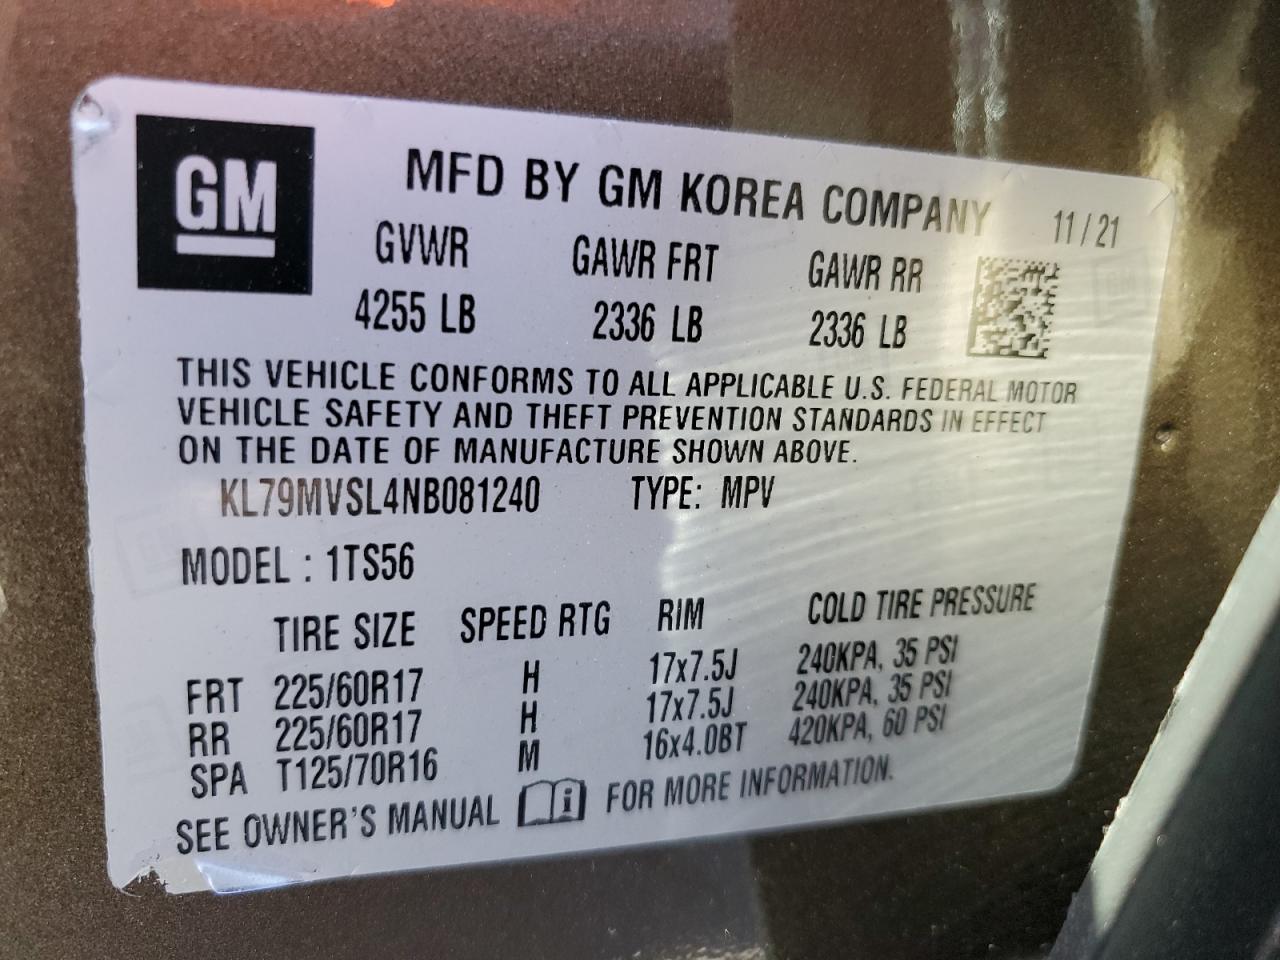 GM
MFD BY GM KOREA COMPANY 11/21
GVWR GAWR FRT GAWR RR
4255 LB 2336 LB 2336 LB
THIS VEHICLE CONFORMS TO ALL APPLICABLE U.S. FEDERAL MOTOR
VEHICLE SAFETY AND THEFT PREVENTION STANDARDS IN EFFECT
ON THE DATE OF MANUFACTURE SHOWN ABOVE.
KL79MVSL4NB081240 TYPE: MPV
MODEL : 1TS56
TIRE SIZE SPEED RTG RIM COLD TIRE PRESSURE
FRT 225/60R17 H 17x7.5J 240KPA, 35 PSI
RR 225/60R17 H 17x7.5J 240KPA, 35 PSI
SPA T125/70R16 M 16x4.0BT 420KPA, 60 PSI
SEE OWNER'S MANUAL i FOR MORE INFORMATION.